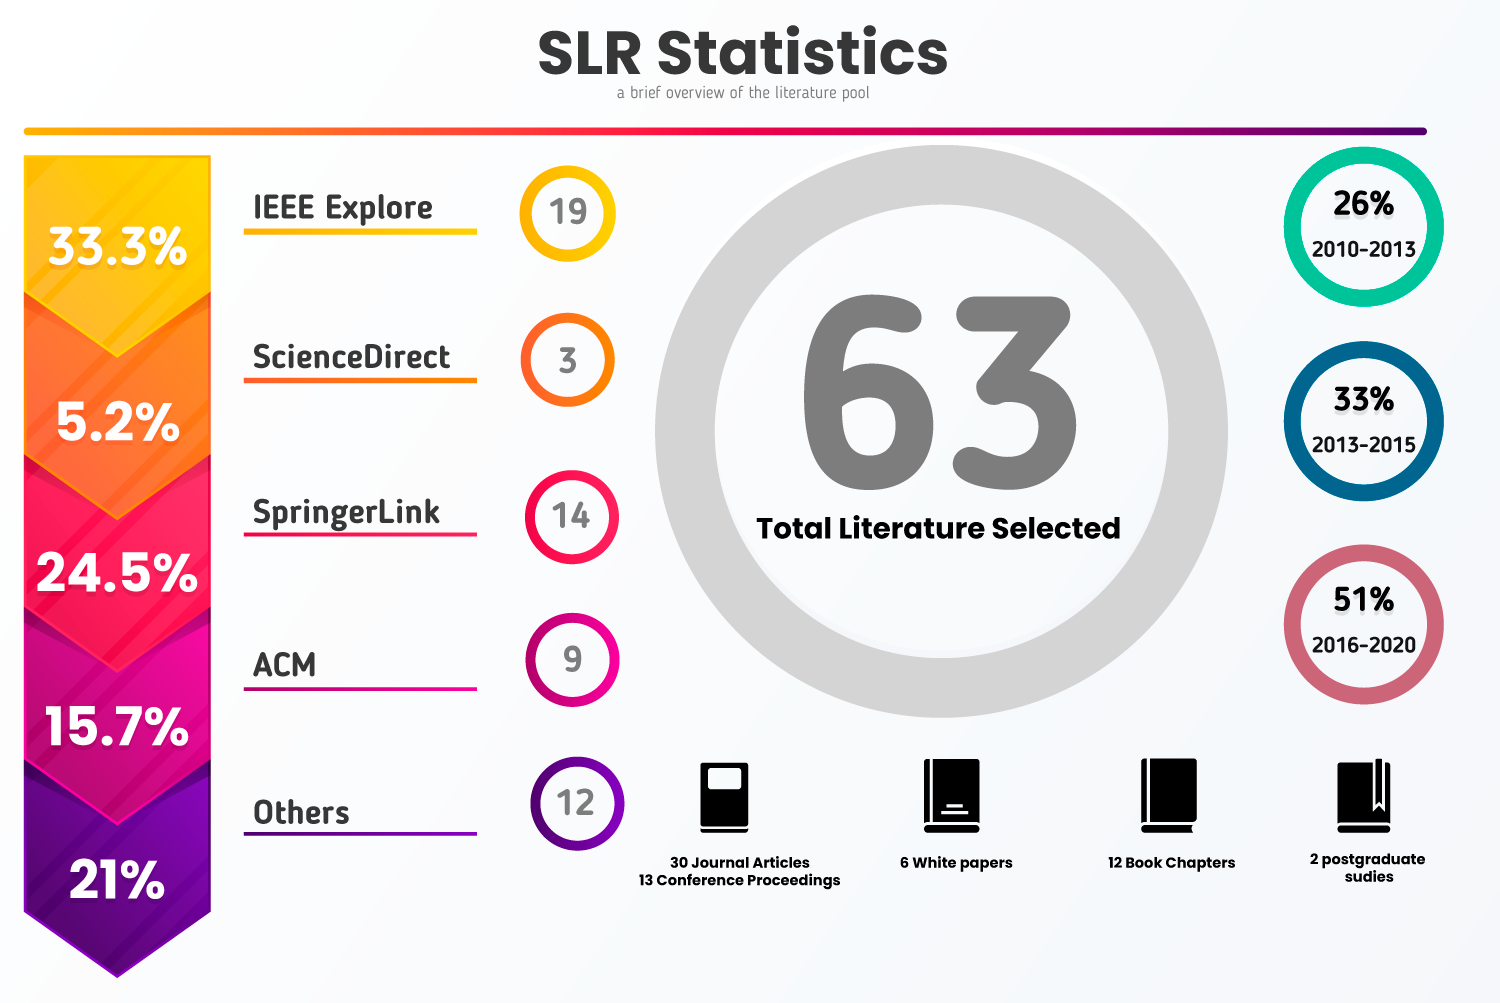 SLR Statistics
a brief overview of the literature pool
33.3%
IEEE Explore
19
5.2%
ScienceDirect
3
24.5%
SpringerLink
14
15.7%
ACM
9
21%
Others
12
63
Total Literature Selected
26%
2010-2013
33%
2013-2015
51%
2016-2020
30 Journal Articles
13 Conference Proceedings
6 White papers
12 Book Chapters
2 postgraduate
sudies